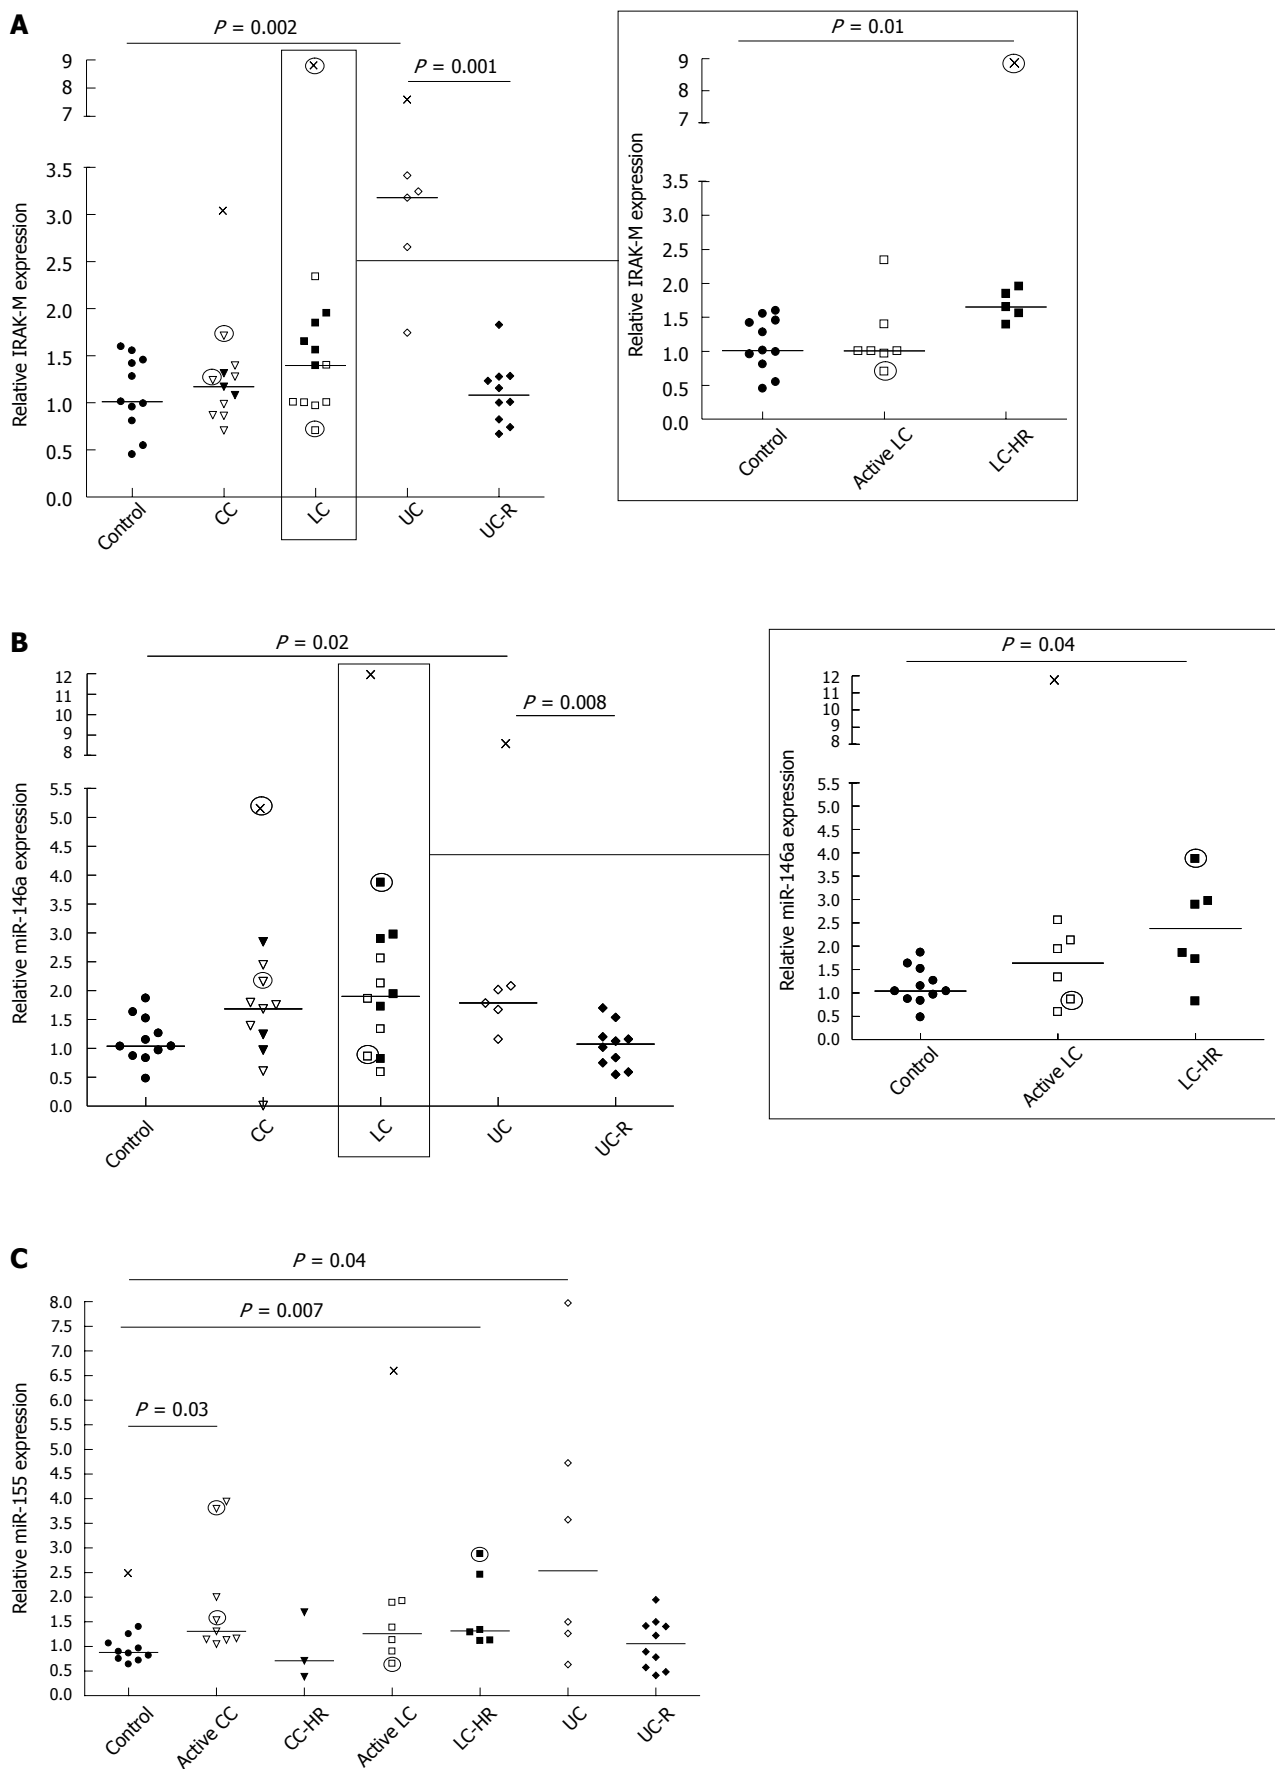 A
P = 0.002
P = 0.001
Relative IRAK-M expression
9
8
7
3.5
3.0
2.5
2.0
1.5
1.0
0.5
0.0
Control
CC
LC
UC
UC-R
P = 0.01
Relative IRAK-M expression
9
8
7
3.5
3.0
2.5
2.0
1.5
1.0
0.5
0.0
Control
Active LC
LC-HR
B
P = 0.02
P = 0.008
Relative miR-146a expression
12
11
10
9
8
5.5
5.0
4.5
4.0
3.5
3.0
2.5
2.0
1.5
1.0
0.5
0.0
Control
CC
LC
UC
UC-R
P = 0.04
Relative miR-146a expression
12
11
10
9
8
5.5
5.0
4.5
4.0
3.5
3.0
2.5
2.0
1.5
1.0
0.5
0.0
Control
Active LC
LC-HR
C
P = 0.04
P = 0.007
P = 0.03
Relative miR-155 expression
8.0
7.5
7.0
6.5
6.0
5.5
5.0
4.5
4.0
3.5
3.0
2.5
2.0
1.5
1.0
0.5
0.0
Control
Active CC
CC-HR
Active LC
LC-HR
UC
UC-R